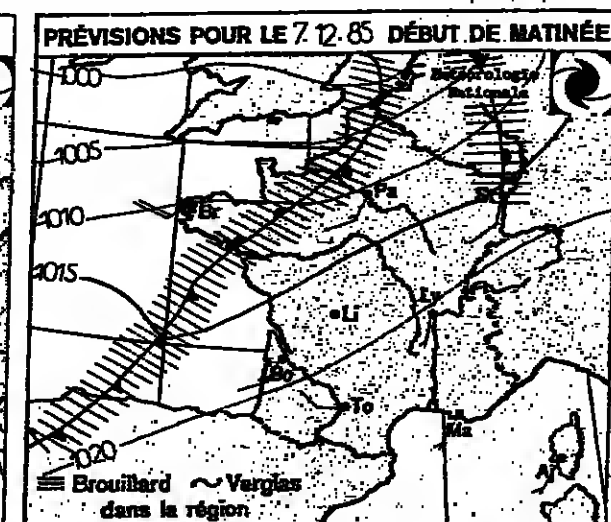 PRÉVISIONS POUR LE 7.12.85 DÉBUT DE MATINÉE
Météorologie
Nationale
1000
1005
1010
1015
1020
Br
Pa
St
Li
Ly
Bo
To
Ma
A
Brouillard Verglas
dans la région